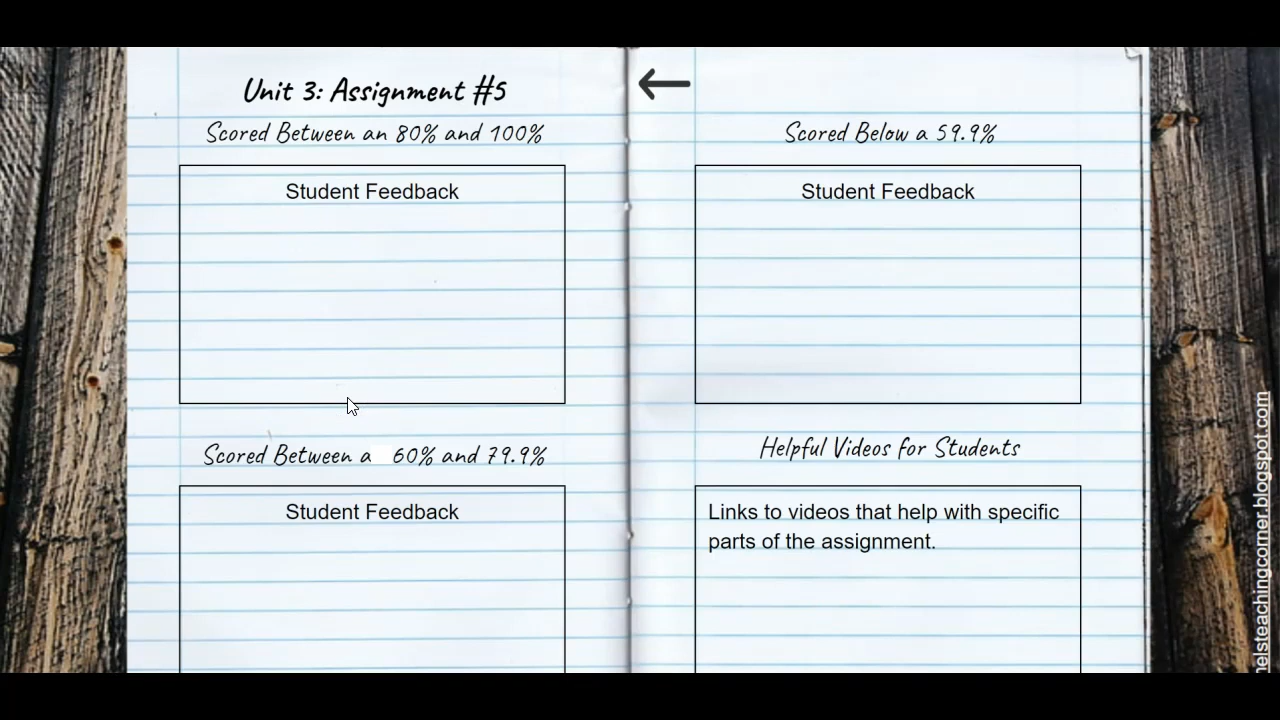 Unit 3: Assignment #5
Scored Between an 80% and 100%
Student Feedback
Scored Between a 60% and 79.9%
Student Feedback
Scored Below a 59.9%
Student Feedback
Helpful Videos for Students
Links to videos that help with specific
parts of the assignment.
helsteachingcorner.blogspot.com